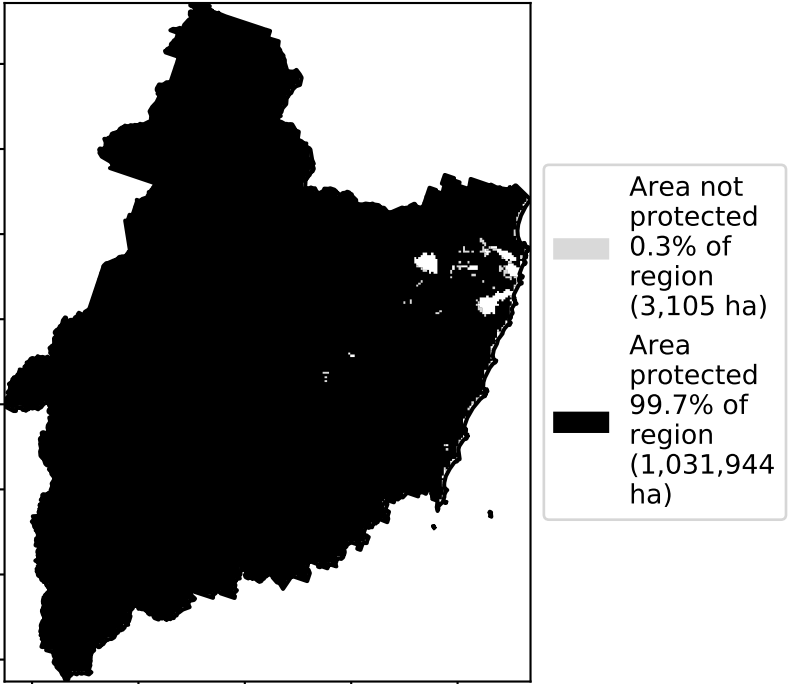 Area not
protected
0.3% of
region
(3,105 ha)
Area
protected
99.7% of
region
(1,031,944
ha)